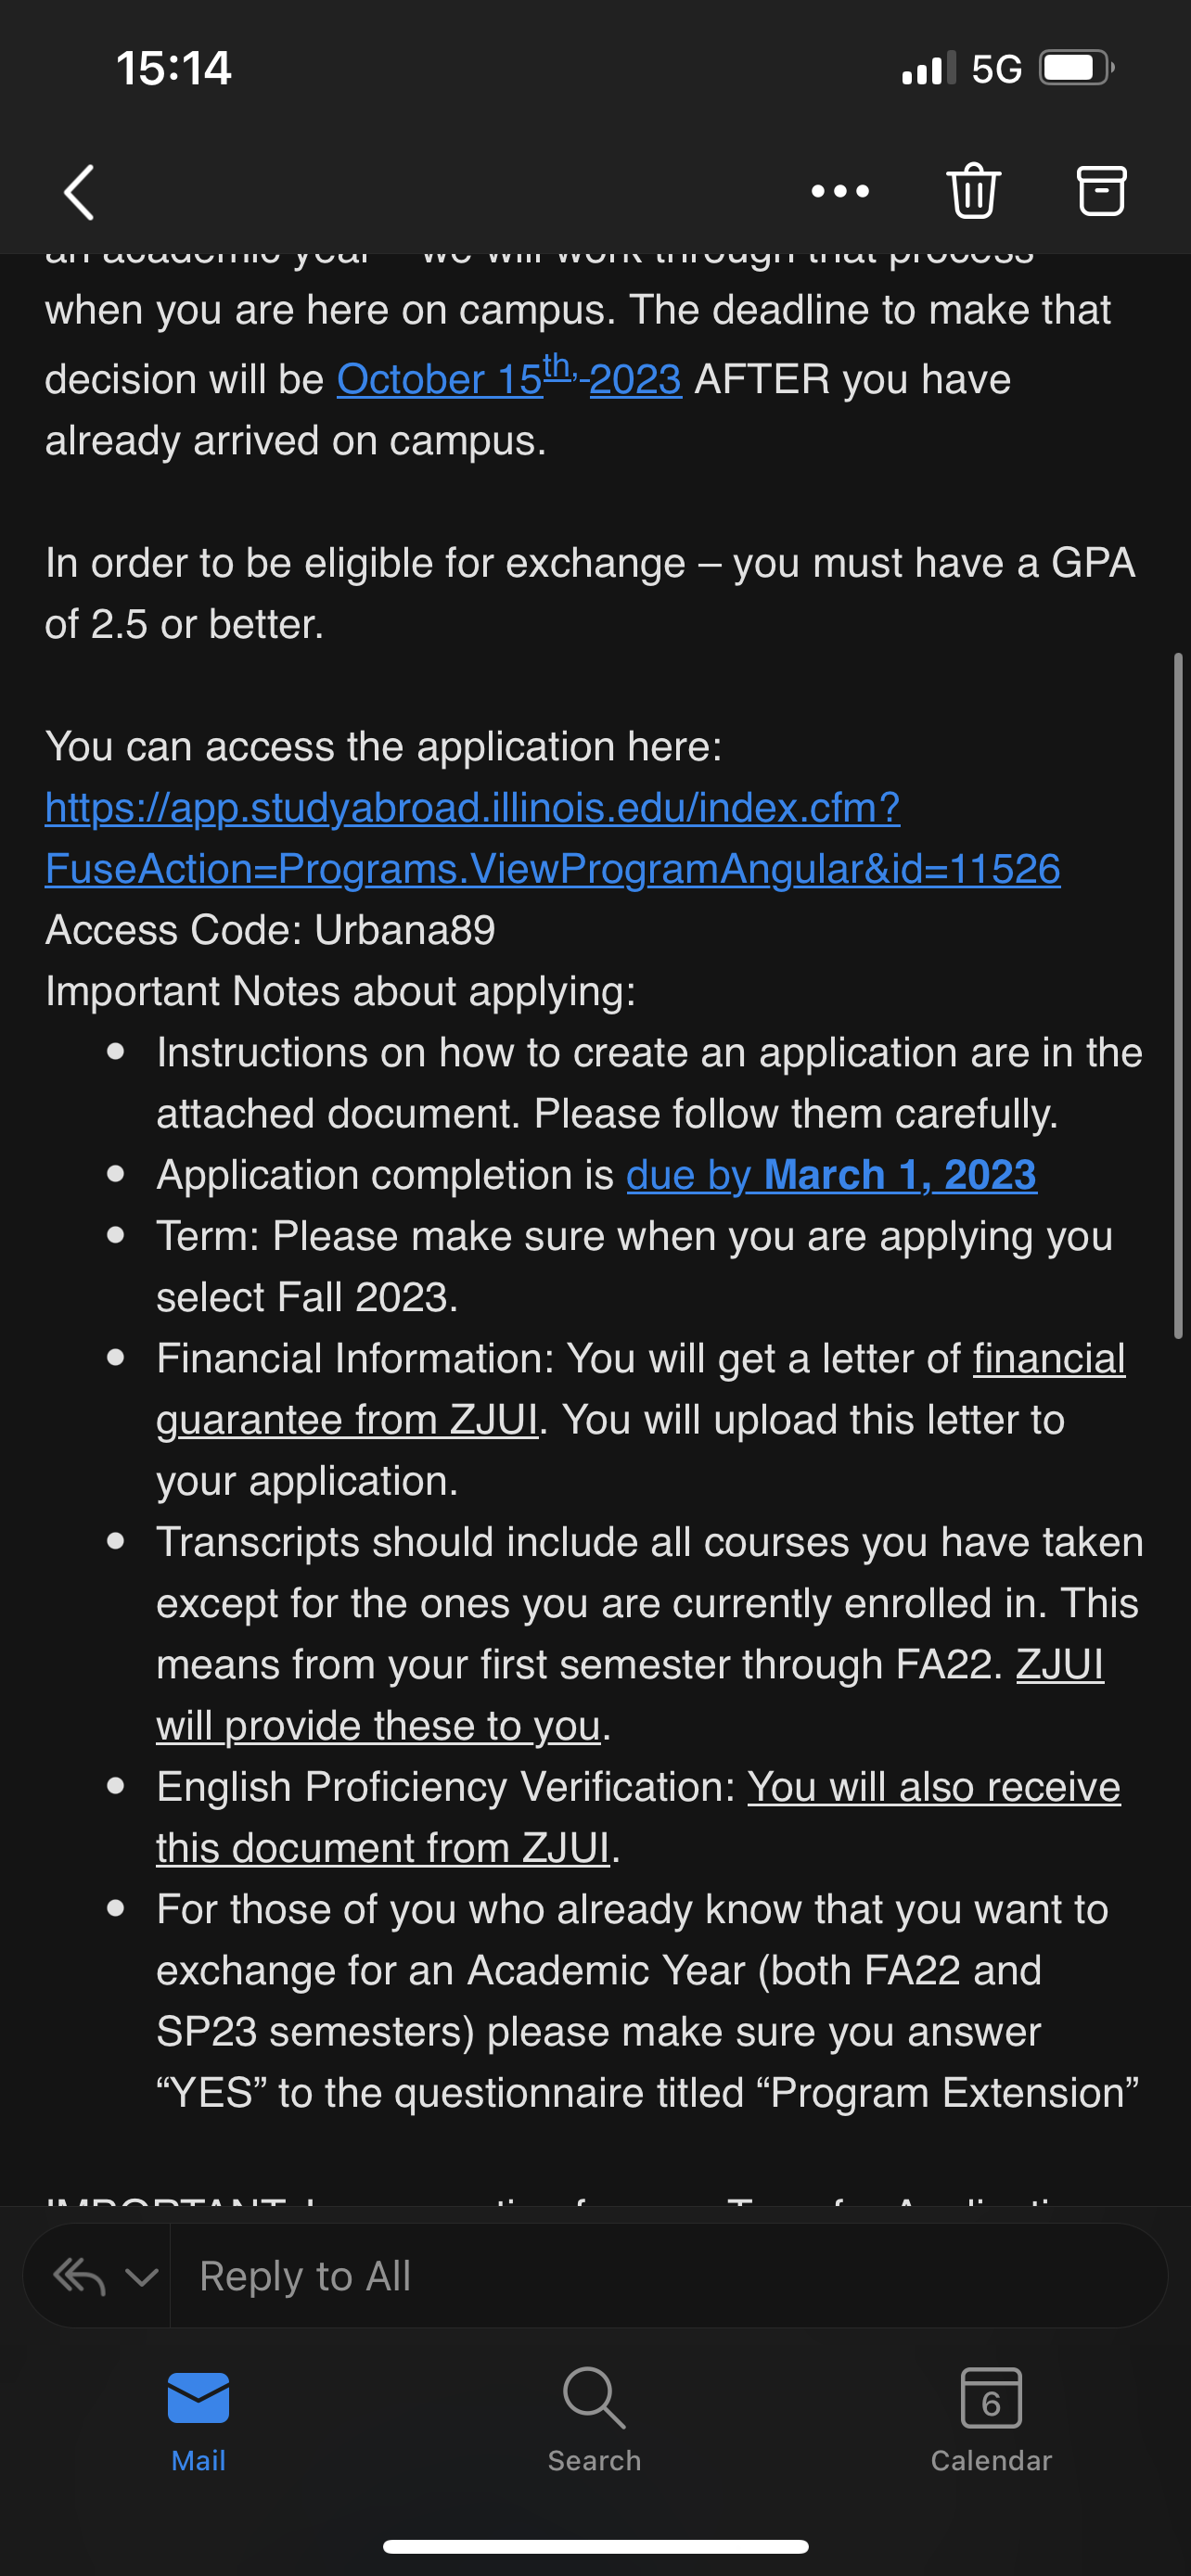 15:14
5G
an academic year – we will work through that process
when you are here on campus. The deadline to make that
decision will be October 15th, 2023 AFTER you have
already arrived on campus.
In order to be eligible for exchange – you must have a GPA
of 2.5 or better.
You can access the application here:
https://app.studyabroad.illinois.edu/index.cfm?
FuseAction=Programs.ViewProgramAngular&id=11526
Access Code: Urbana89
Important Notes about applying:
• Instructions on how to create an application are in the
attached document. Please follow them carefully.
• Application completion is due by March 1, 2023
• Term: Please make sure when you are applying you
select Fall 2023.
• Financial Information: You will get a letter of financial
guarantee from ZJUI. You will upload this letter to
your application.
• Transcripts should include all courses you have taken
except for the ones you are currently enrolled in. This
means from your first semester through FA22. ZJUI
will provide these to you.
• English Proficiency Verification: You will also receive
this document from ZJUI.
• For those of you who already know that you want to
exchange for an Academic Year (both FA22 and
SP23 semesters) please make sure you answer
“YES” to the questionnaire titled “Program Extension”
IMPORTANT
Reply to All
6
Mail
Search
Calendar